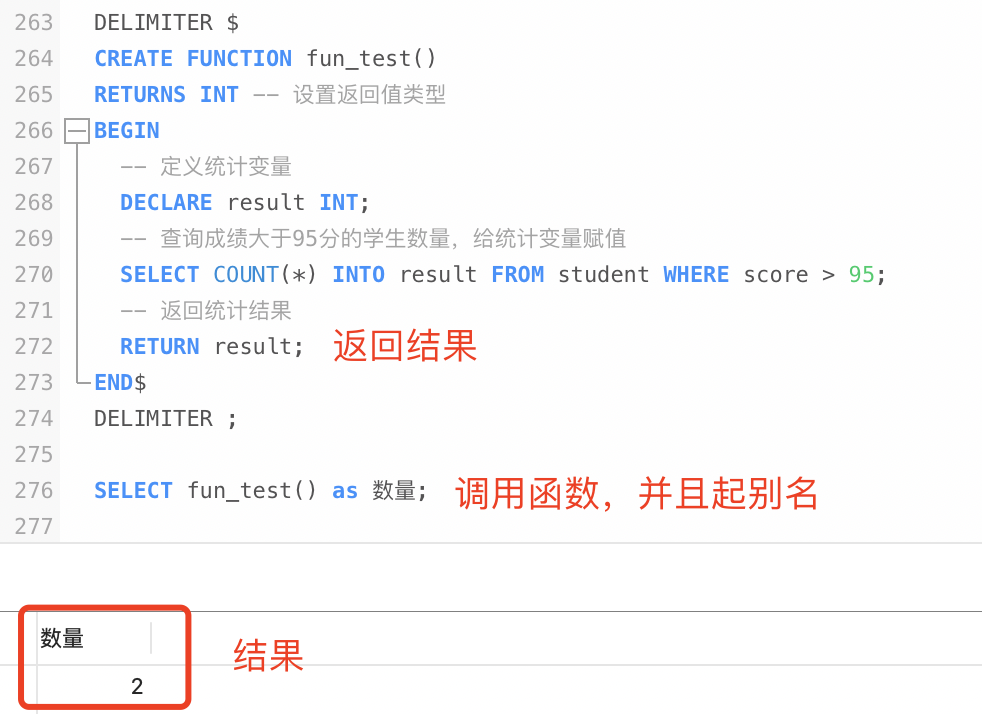 263 DELIMITER $
264 CREATE FUNCTION fun_test()
265 RETURNS INT -- 设置返回值类型
266 BEGIN
267 -- 定义统计变量
268 DECLARE result INT;
269 -- 查询成绩大于95分的学生数量，给统计变量赋值
270 SELECT COUNT(*) INTO result FROM student WHERE score > 95;
271 -- 返回统计结果
272 RETURN result; 返回结果
273 END$
274 DELIMITER ;
275
276 SELECT fun_test() as 数量; 调用函数，并且起别名
277
数量
结果
2